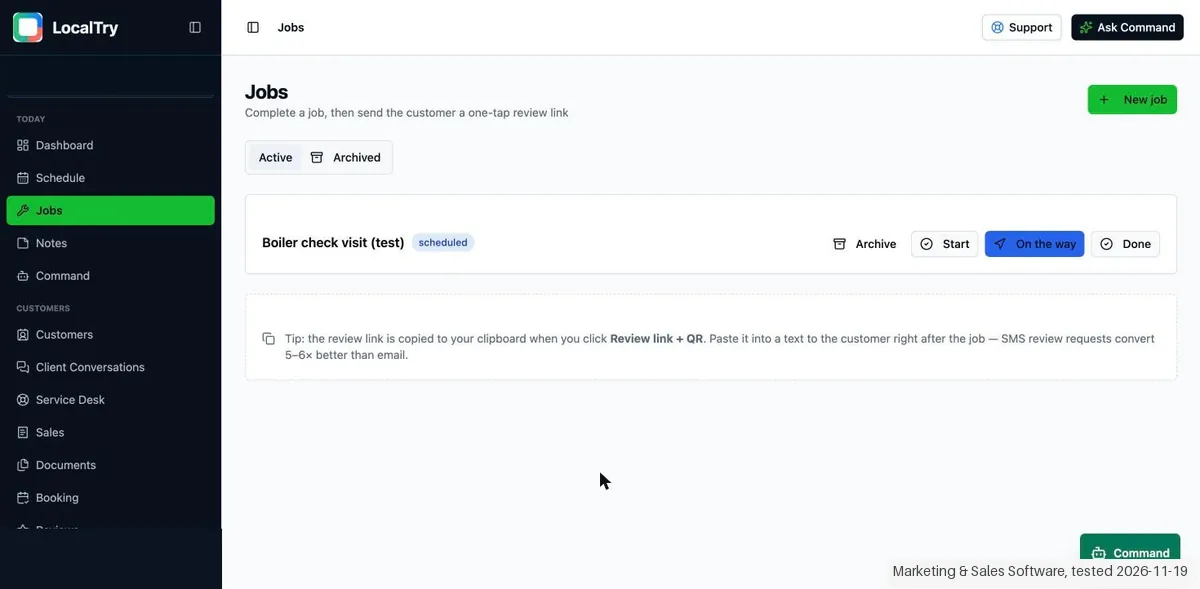 LocalTry
Jobs
Support
Ask Command
TODAY
Dashboard
Schedule
Jobs
Notes
Command
CUSTOMERS
Customers
Client Conversations
Service Desk
Sales
Documents
Booking
Jobs
Complete a job, then send the customer a one-tap review link
+ New job
Active
Archived
Boiler check visit (test) scheduled
Archive
Start
On the way
Done
Tip: the review link is copied to your clipboard when you click Review link + QR. Paste it into a text to the customer right after the job — SMS review requests convert
5–6× better than email.
Command
Marketing & Sales Software, tested 2026-11-19